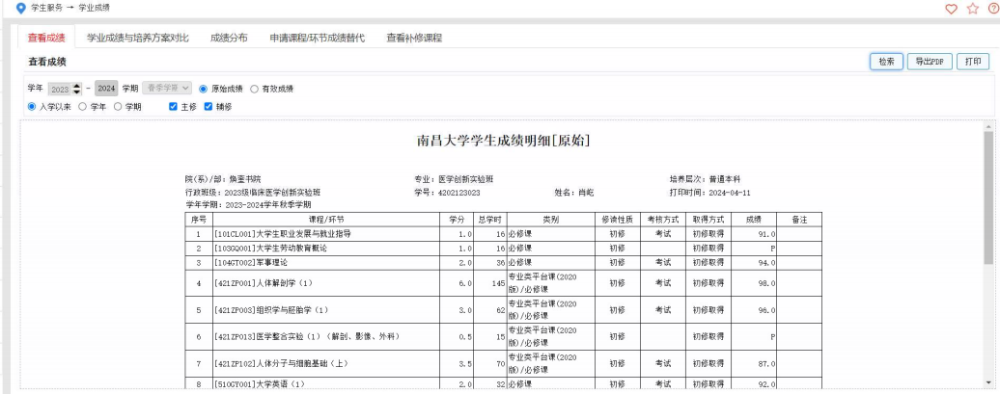 学生服务 → 学业成绩
查看成绩 学业成绩与培养方案对比 成绩分布 申请课程/环节成绩替代 查看补修课程
查看成绩 检索 导出PDF 打印
学年 2023 - 2024 学期 春季学期 原始成绩 有效成绩
入学以来 学年 学期 主修 辅修
南昌大学学生成绩明细[原始]
院(系)/部: 焕奎书院 专业: 医学创新实验班 培养层次: 普通本科
行政班级: 2023级临床医学创新实验班 学号: 4202123023 姓名: 肖屹 打印时间: 2024-04-11
学年学期: 2023-2024学年秋季学期
序号 课程/环节 学分 总学时 类别 修读性质 考核方式 取得方式 成绩 备注
1 [101CL001]大学生职业发展与就业指导 1.0 16 必修课 初修 考试 初修取得 91.0
2 [103GQ001]大学生劳动教育概论 1.0 16 必修课 初修 初修取得 P
3 [104GT002]军事理论 2.0 36 必修课 初修 考试 初修取得 94.0
4 [421ZP001]人体解剖学（1） 6.0 145 专业类平台课(2020版)/必修课 初修 考试 初修取得 98.0
5 [421ZP003]组织学与胚胎学（1） 3.0 62 专业类平台课(2020版)/必修课 初修 考试 初修取得 96.0
6 [421ZP013]医学整合实验（1）（解剖、影像、外科） 0.5 15 专业类平台课(2020版)/必修课 初修 初修取得 P
7 [421ZP102]人体分子与细胞基础（上） 3.5 70 专业类平台课(2020版)/必修课 初修 考试 初修取得 87.0
8 [510GY001]大学英语（1） 2.0 32 必修课 初修 考试 初修取得 92.0